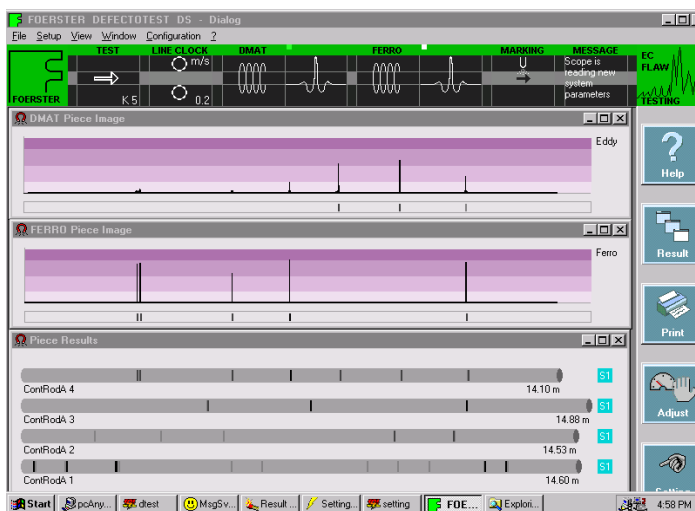 FOERSTER DEFECTOTEST DS - Dialog
File Setup View Window Configuration ?
TEST LINE CLOCK DMAT FERRO MARKING MESSAGE
FOERSTER
K 5
m/s
0.2
U
Scope is
reading new
system
parameters
EC
FLAW
TESTING
DMAT Piece Image
Eddy
FERRO Piece Image
Ferro
Piece Results
S1
ContRodA 4 14.10 m
S1
ContRodA 3 14.88 m
S1
ContRodA 2 14.53 m
S1
ContRodA 1 14.60 m
Help
Result
Print
Adjust
Start pcAny... dtest MsgSv... Result ... Setting... setting FOE... Explori... 4:58 PM